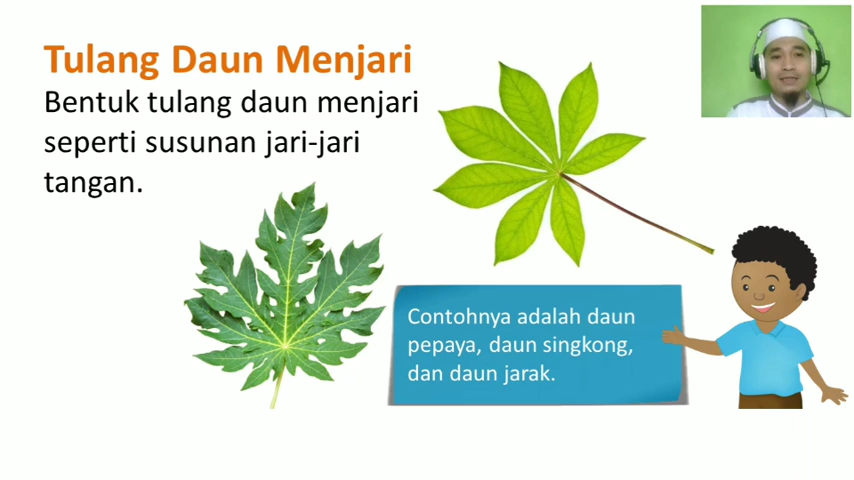 Tulang Daun Menjari
Bentuk tulang daun menjari
seperti susunan jari-jari
tangan.
Contohnya adalah daun
pepaya, daun singkong,
dan daun jarak.